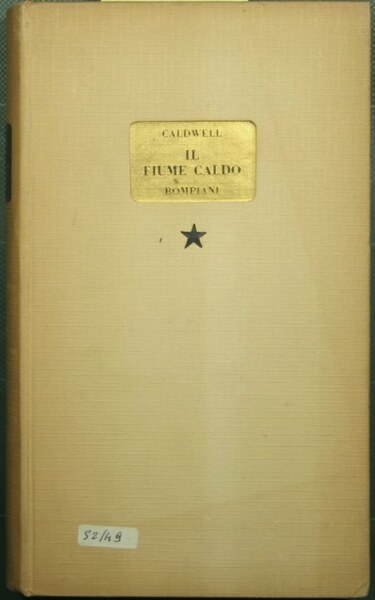 CALDWELL
IL
FIUME CALDO
BOMPIANI
52/49